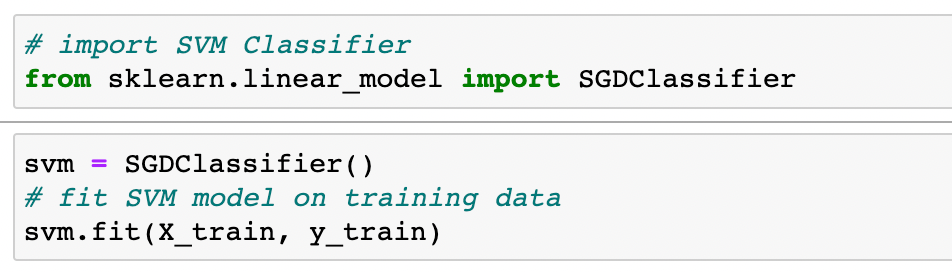 # import SVM Classifier
from sklearn.linear_model import SGDClassifier
svm = SGDClassifier()
# fit SVM model on training data
svm.fit(X_train, y_train)